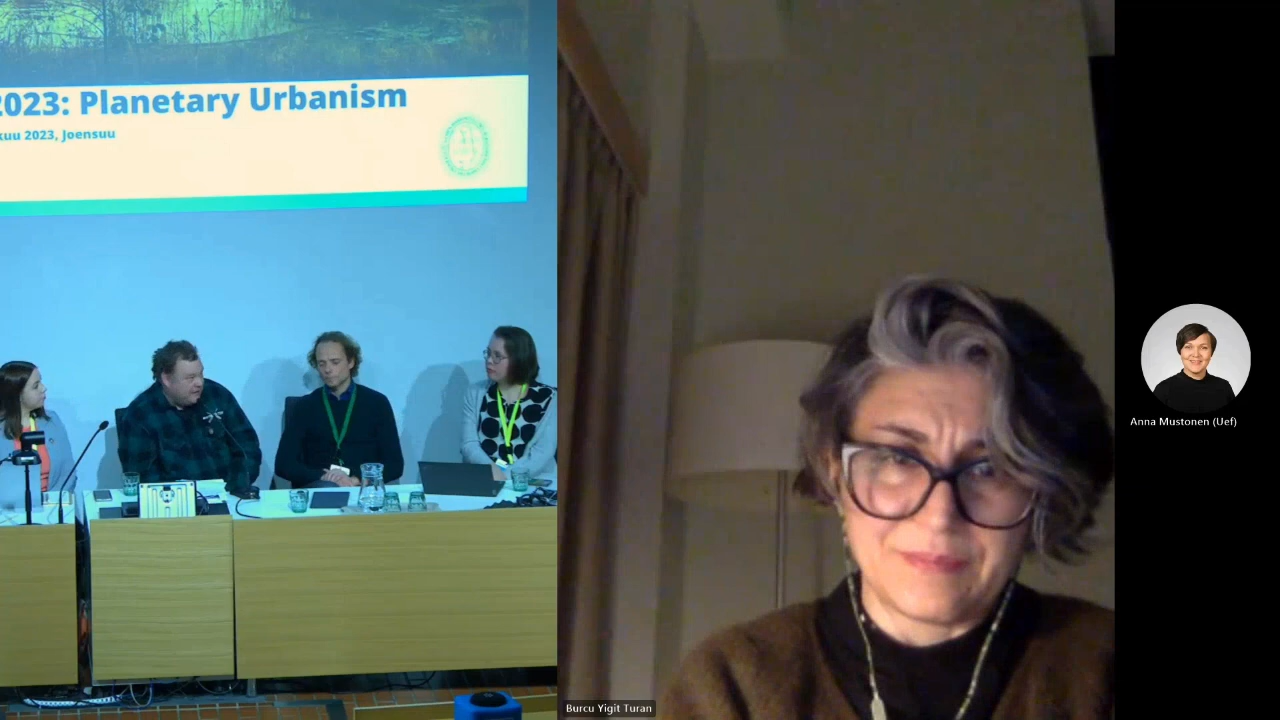 2023: Planetary Urbanism
kuu 2023, Joensuu
Burcu Yigit Turan
Anna Mustonen (Uef)